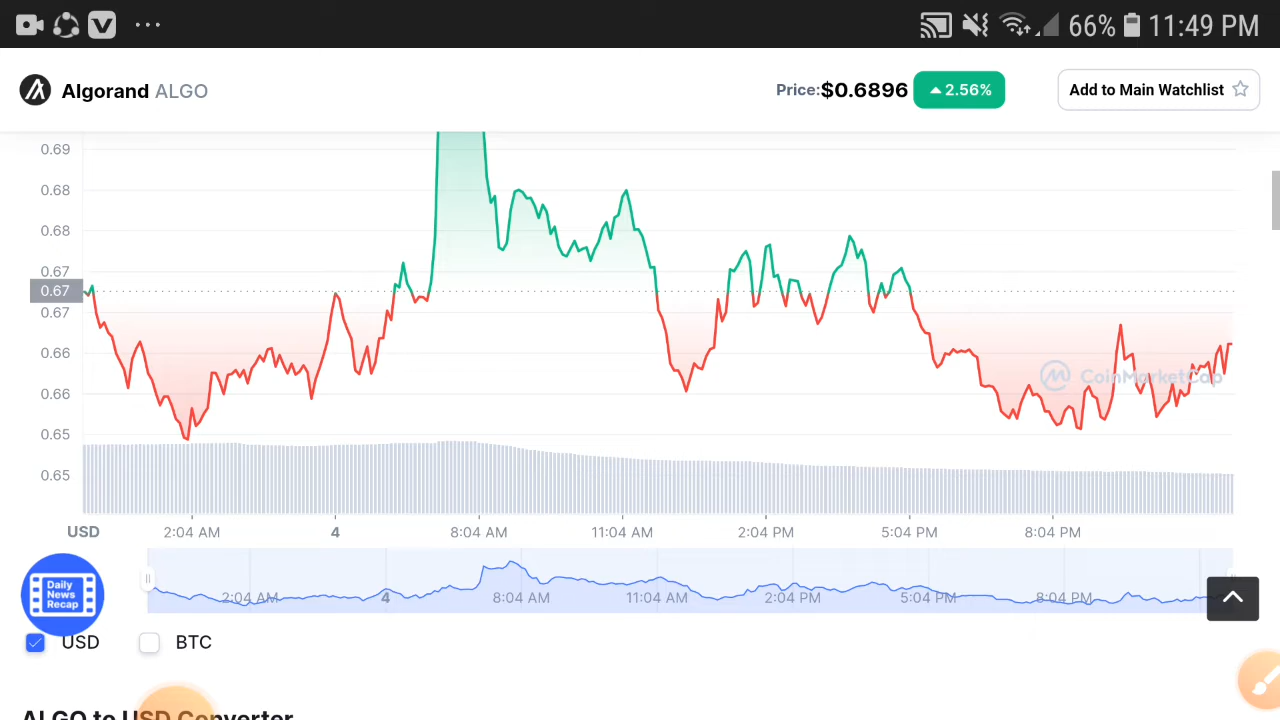 66% 11:49 PM
Algorand ALGO Price:$0.6896 2.56% Add to Main Watchlist
0.69
0.68
0.68
0.67
0.67
0.67
0.66
CoinMarketCap
0.66
0.65
0.65
USD 2:04 AM 4 8:04 AM 11:04 AM 2:04 PM 5:04 PM 8:04 PM
Daily
News
Recap
2:04 AM 4 8:04 AM 11:04 AM 2:04 PM 5:04 PM 8:04 PM
USD BTC
ALGO to USD Converter